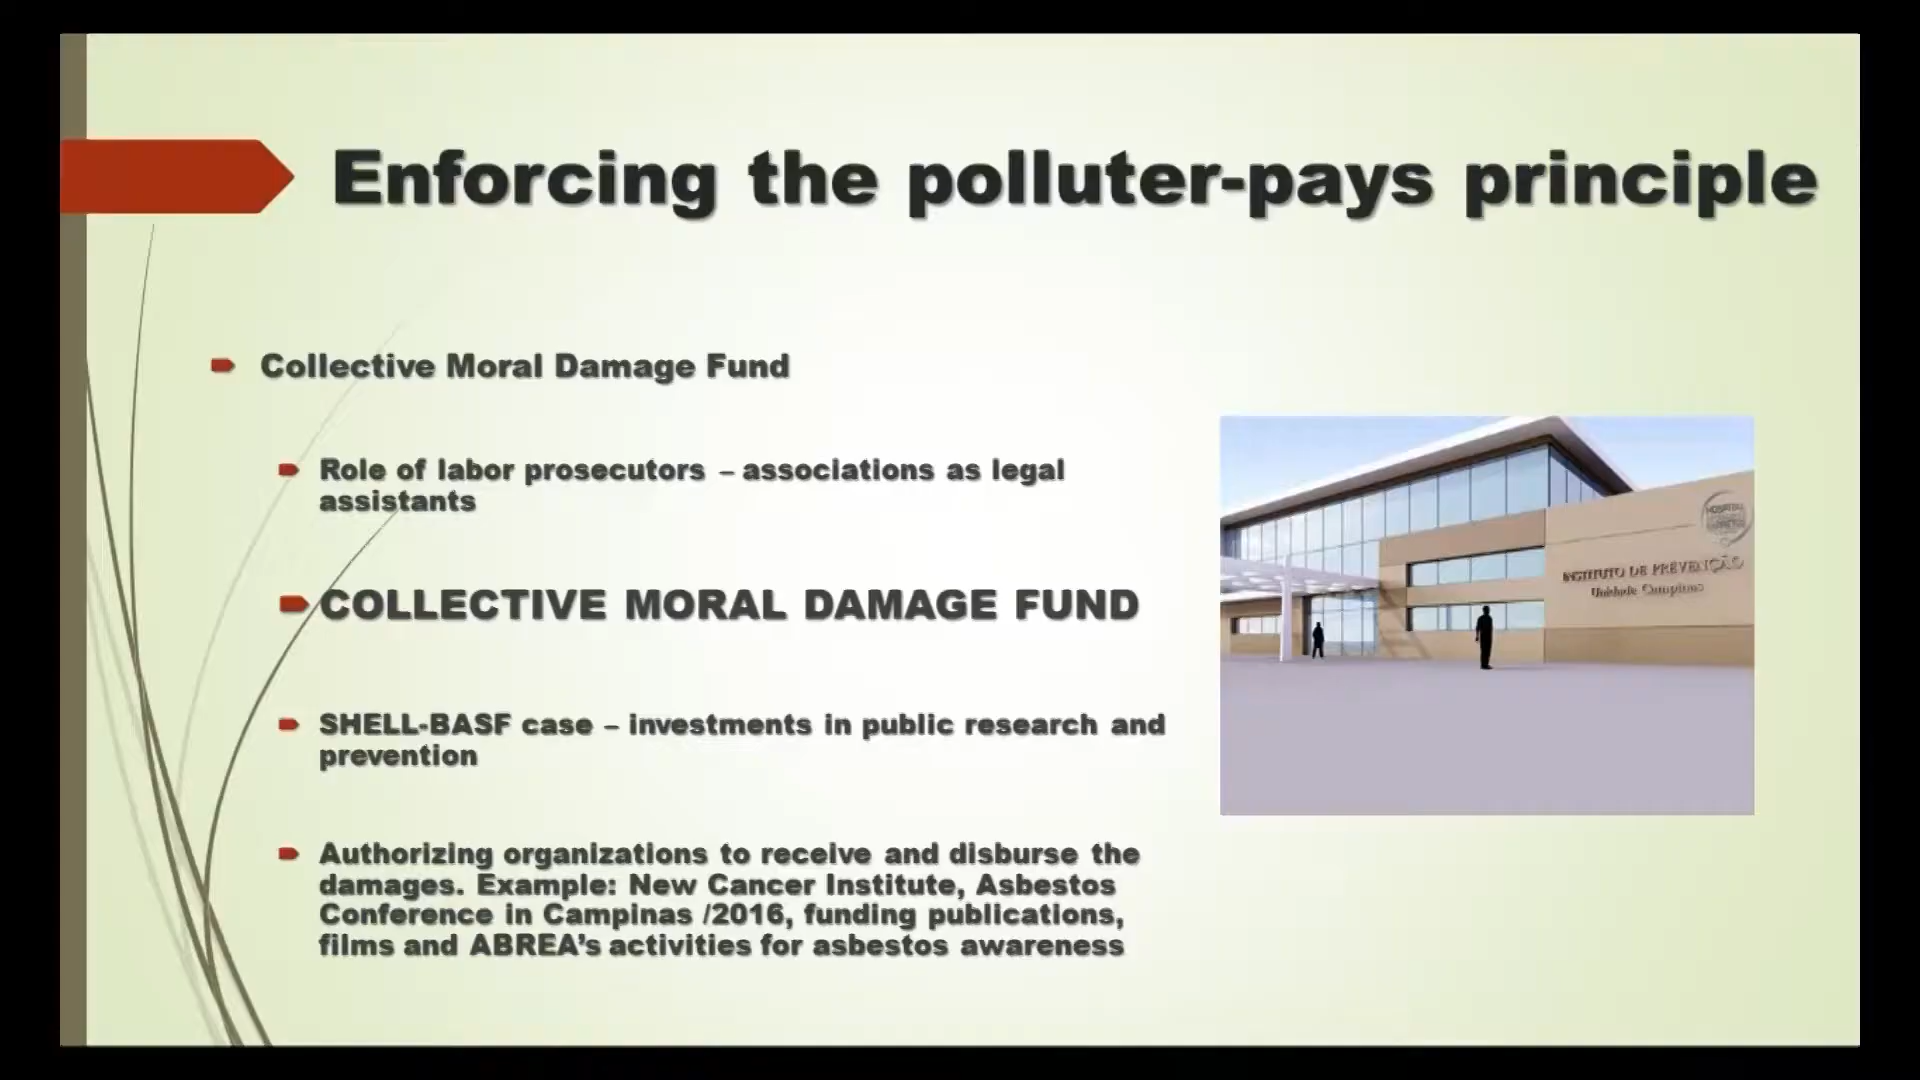 Enforcing the polluter-pays principle
Collective Moral Damage Fund
Role of labor prosecutors – associations as legal
assistants
COLLECTIVE MORAL DAMAGE FUND
SHELL-BASF case – investments in public research and
prevention
Authorizing organizations to receive and disburse the
damages. Example: New Cancer Institute, Asbestos
Conference in Campinas /2016, funding publications,
films and ABREA’s activities for asbestos awareness
HOSPITAL
INSTITUTO DE PREVENÇÃO
Unidade Campinas